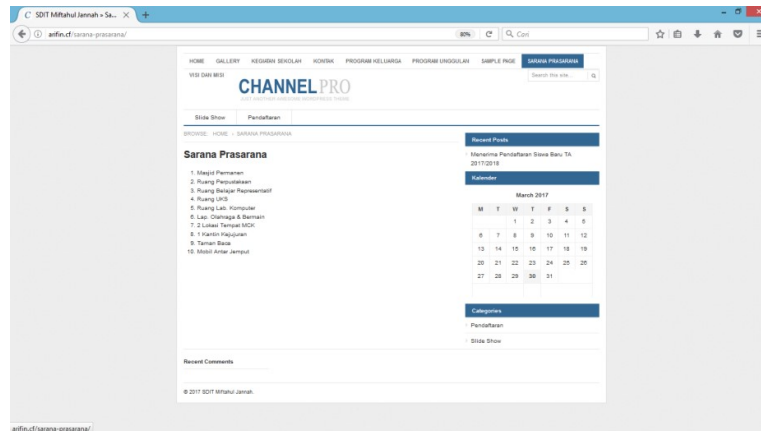 SDIT Miftahul Jannah » Sa...
arifin.cf/sarana-prasarana/
80%
Cari
HOME GALLERY KEGIATAN SEKOLAH KONTAK PROGRAM KELUARGA PROGRAM UNGGULAN SAMPLE PAGE SARANA PRASARANA
VISI DAN MISI
Search this site...
CHANNELPRO
JUST ANOTHER AWESOME WORDPRESS THEME
Slide Show Pendaftaran
BROWSE: HOME » SARANA PRASARANA
Sarana Prasarana
1. Masjid Permanen
2. Ruang Perpustakaan
3. Ruang Belajar Representatif
4. Ruang UKS
5. Ruang Lab. Komputer
6. Lap. Olahraga & Bermain
7. 2 Lokasi Tempat MCK
8. 1 Kantin Kejujuran
9. Taman Baca
10. Mobil Antar Jemput
Recent Posts
Menerima Pendaftaran Siswa Baru TA
2017/2018
Kalender
March 2017
M T W T F S S
1 2 3 4 5
6 7 8 9 10 11 12
13 14 15 16 17 18 19
20 21 22 23 24 25 26
27 28 29 30 31
Categories
Pendaftaran
Slide Show
Recent Comments
© 2017 SDIT Miftahul Jannah.
arifin.cf/sarana-prasarana/